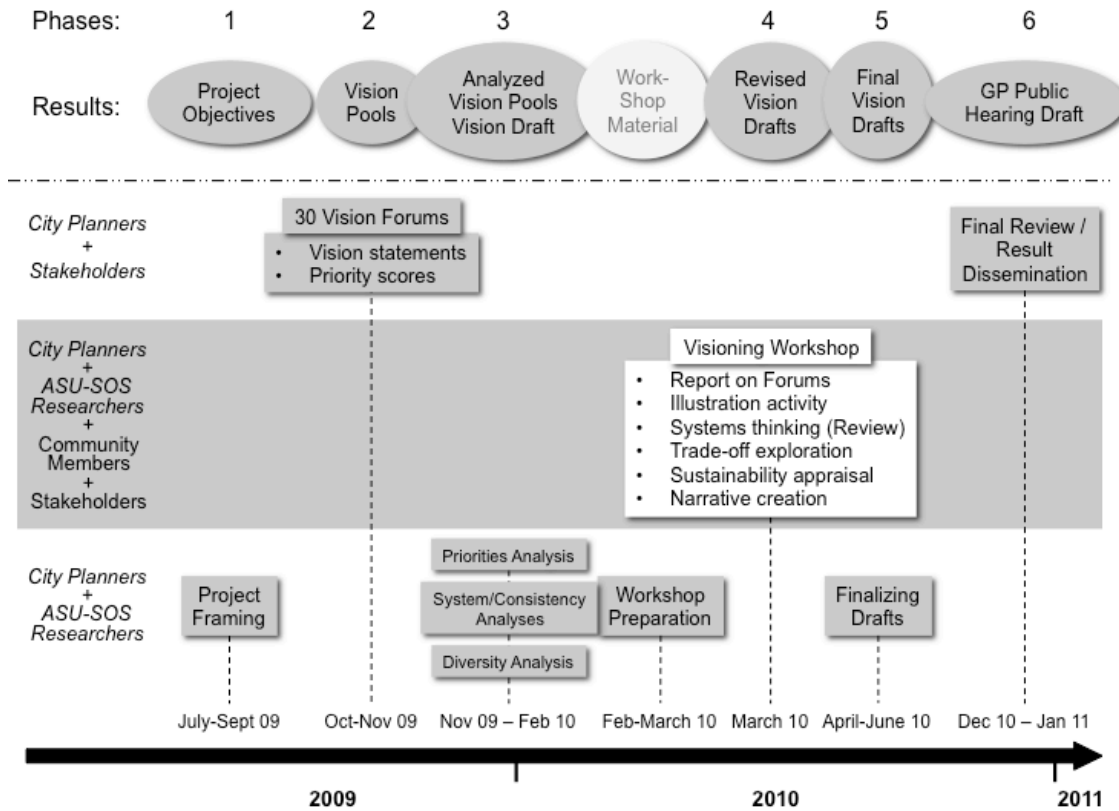 Phases: 1 2 3 4 5 6
Results:
Project
Objectives
Vision
Pools
Analyzed
Vision Pools
Vision Draft
Work-
Shop
Material
Revised
Vision
Drafts
Final
Vision
Drafts
GP Public
Hearing Draft
City Planners
+
Stakeholders
30 Vision Forums
• Vision statements
• Priority scores
Final Review /
Result
Dissemination
City Planners
+
ASU-SOS
Researchers
+
Community
Members
+
Stakeholders
Visioning Workshop
• Report on Forums
• Illustration activity
• Systems thinking (Review)
• Trade-off exploration
• Sustainability appraisal
• Narrative creation
City Planners
+
ASU-SOS
Researchers
Project
Framing
Priorities Analysis
System/Consistency
Analyses
Diversity Analysis
Workshop
Preparation
Finalizing
Drafts
July-Sept 09 Oct-Nov 09 Nov 09 – Feb 10 Feb-March 10 March 10 April-June 10 Dec 10 – Jan 11
2009 2010 2011